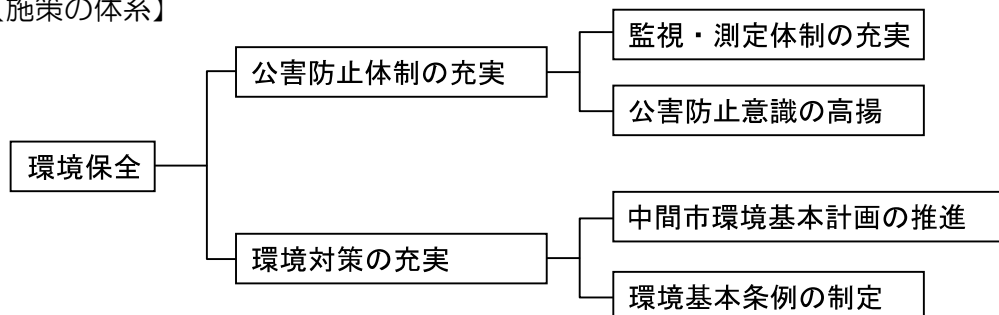 【施策の体系】
環境保全
公害防止体制の充実
監視・測定体制の充実
公害防止意識の高揚
環境対策の充実
中間市環境基本計画の推進
環境基本条例の制定